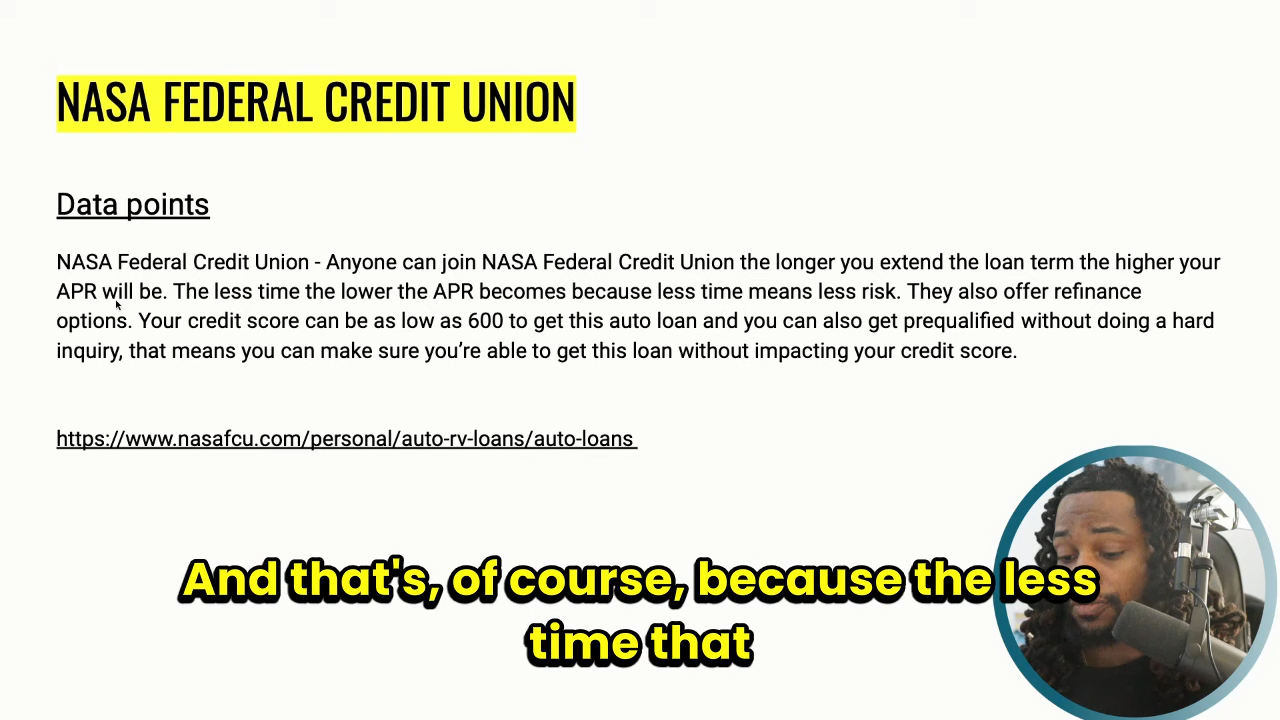 NASA FEDERAL CREDIT UNION
Data points
NASA Federal Credit Union - Anyone can join NASA Federal Credit Union the longer you extend the loan term the higher your
APR will be. The less time the lower the APR becomes because less time means less risk. They also offer refinance
options. Your credit score can be as low as 600 to get this auto loan and you can also get prequalified without doing a hard
inquiry, that means you can make sure you’re able to get this loan without impacting your credit score.
https://www.nasafcu.com/personal/auto-rv-loans/auto-loans
And that's, of course, because the less
time that